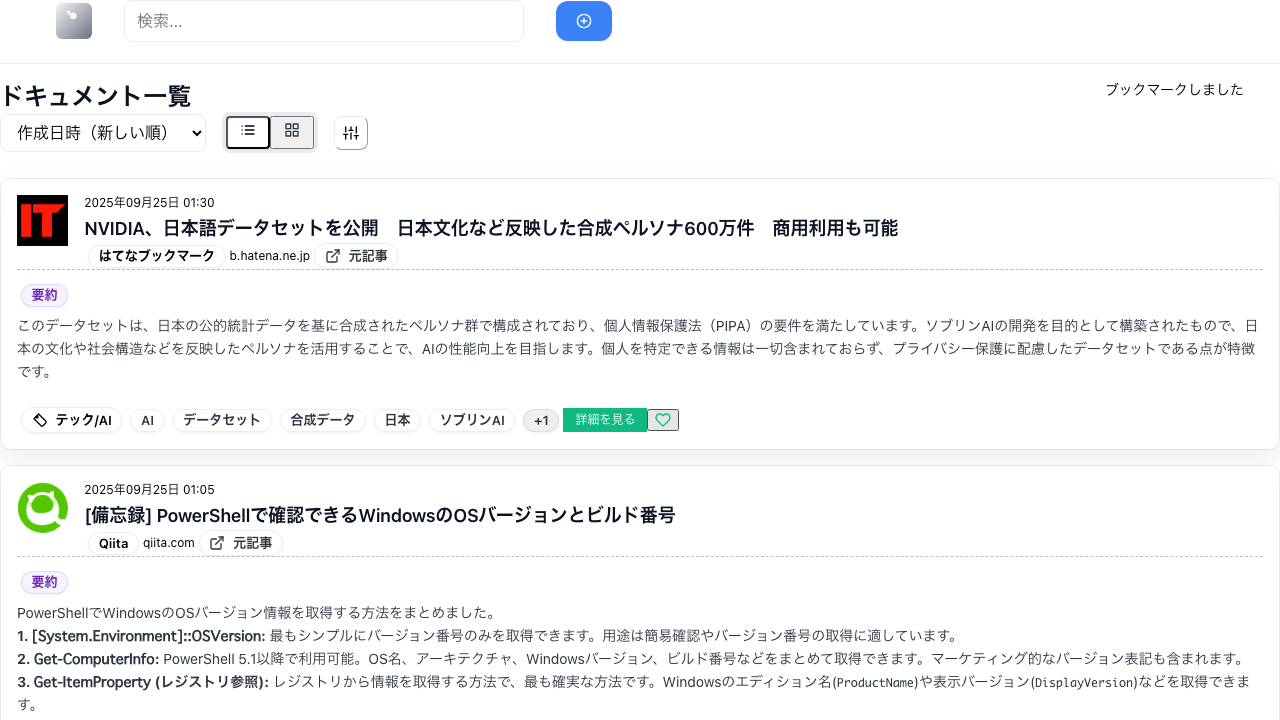 検索...
ドキュメント一覧
ブックマークしました
作成日時（新しい順）
IT
2025年09月25日 01:30
NVIDIA、日本語データセットを公開　日本文化など反映した合成ペルソナ600万件　商用利用も可能
はてなブックマーク b.hatena.ne.jp 元記事
要約
このデータセットは、日本の公的統計データを基に合成されたペルソナ群で構成されており、個人情報保護法（PIPA）の要件を満たしています。ソブリンAIの開発を目的として構築されたもので、日
本の文化や社会構造などを反映したペルソナを活用することで、AIの性能向上を目指します。個人を特定できる情報は一切含まれておらず、プライバシー保護に配慮したデータセットである点が特徴
です。
テック/AI AI データセット 合成データ 日本 ソブリンAI +1 詳細を見る
2025年09月25日 01:05
[備忘録] PowerShellで確認できるWindowsのOSバージョンとビルド番号
Qiita qiita.com 元記事
要約
PowerShellでWindowsのOSバージョン情報を取得する方法をまとめました。
1. [System.Environment]::OSVersion: 最もシンプルにバージョン番号のみを取得できます。用途は簡易確認やバージョン番号の取得に適しています。
2. Get-ComputerInfo: PowerShell 5.1以降で利用可能。OS名、アーキテクチャ、Windowsバージョン、ビルド番号などをまとめて取得できます。マーケティング的なバージョン表記も含まれます。
3. Get-ItemProperty (レジストリ参照): レジストリから情報を取得する方法で、最も確実な方法です。Windowsのエディション名(ProductName)や表示バージョン(DisplayVersion)などを取得できま
す。